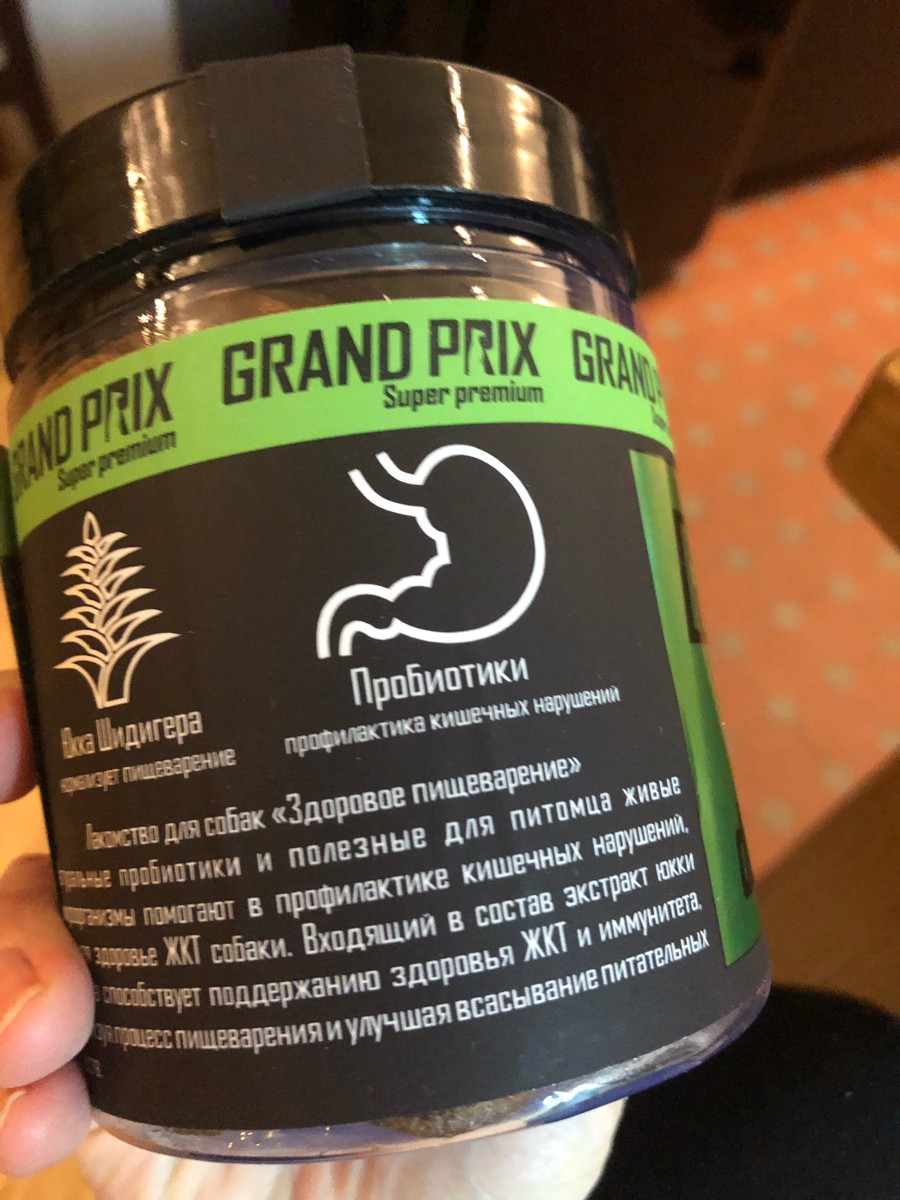 GRAND PRIX GRAND PRIX GRAND
Super premium Super premium
Юкка Шидигера
пищеварение
Пробиотики
профилактика кишечных нарушений
Лакомство для собак «Здоровое пищеварение»
пробиотики и полезные для питомца живые
помогают в профилактике кишечных нарушений,
здоровье ЖКТ собаки. Входящий в состав экстракт юкки
способствует поддержанию здоровья ЖКТ и иммунитета,
процесс пищеварения и улучшая всасывание питательных